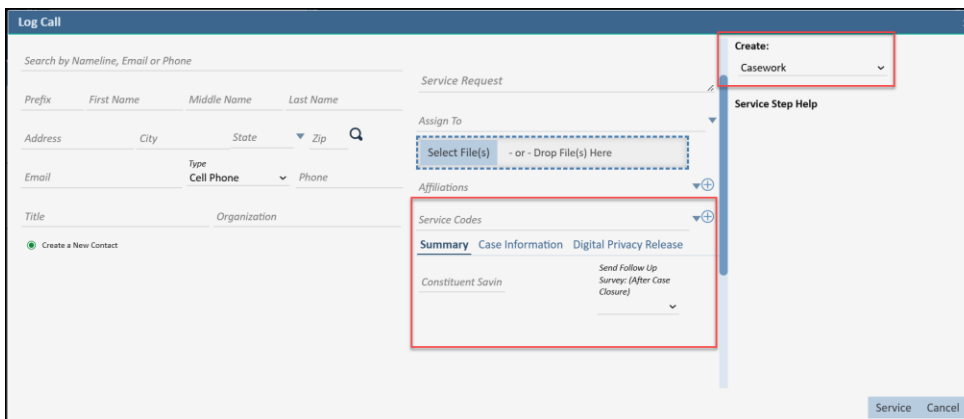 Log Call
Search by Nameline, Email or Phone
Prefix First Name Middle Name Last Name
Address City State Zip
Type
Email Cell Phone Phone
Title Organization
Create a New Contact
Service Request
Assign To
Select File(s) - or - Drop File(s) Here
Affiliations
Service Codes
Summary Case Information Digital Privacy Release
Constituent Savin
Send Follow Up
Survey: (After Case
Closure)
Create:
Casework
Service Step Help
Service Cancel